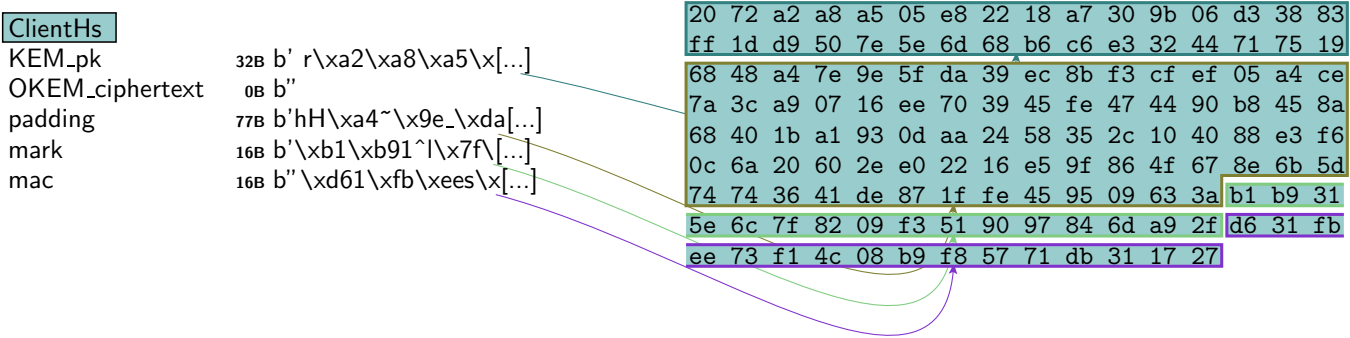 ClientHs
KEM_pk 32B b' r\xa2\xa8\xa5\x[...]
OKEM_ciphertext 0B b''
padding 77B b'hH\xa4~\x9e_\xda[...]
mark 16B b'\xb1\xb91^l\x7f\[...]
mac 16B b''\xd61\xfb\xees\x[...]
20 72 a2 a8 a5 05 e8 22 18 a7 30 9b 06 d3 38 83
ff 1d d9 50 7e 5e 6d 68 b6 c6 e3 32 44 71 75 19
68 48 a4 7e 9e 5f da 39 ec 8b f3 cf ef 05 a4 ce
7a 3c a9 07 16 ee 70 39 45 fe 47 44 90 b8 45 8a
68 40 1b a1 93 0d aa 24 58 35 2c 10 40 88 e3 f6
0c 6a 20 60 2e e0 22 16 e5 9f 86 4f 67 8e 6b 5d
74 74 36 41 de 87 1f fe 45 95 09 63 3a b1 b9 31
5e 6c 7f 82 09 f3 51 90 97 84 6d a9 2f d6 31 fb
ee 73 f1 4c 08 b9 f8 57 71 db 31 17 27